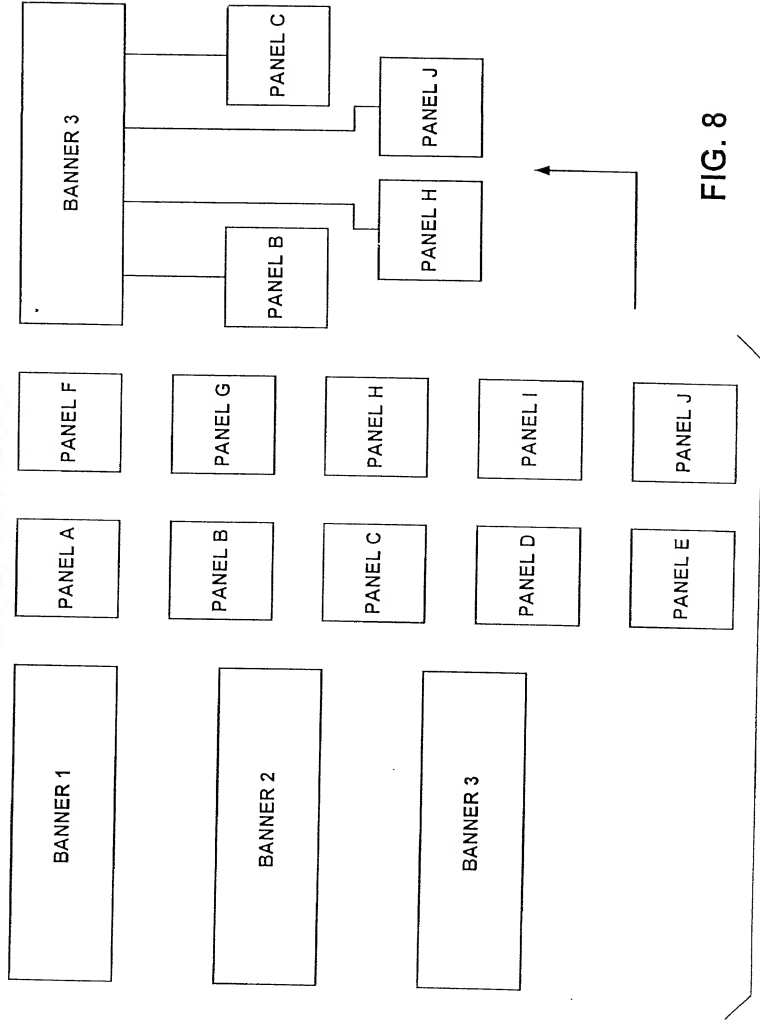 BANNER 1
BANNER 2
BANNER 3
PANEL A
PANEL B
PANEL C
PANEL D
PANEL E
PANEL F
PANEL G
PANEL H
PANEL I
PANEL J
BANNER 3
PANEL B
PANEL C
PANEL H
PANEL J
FIG. 8